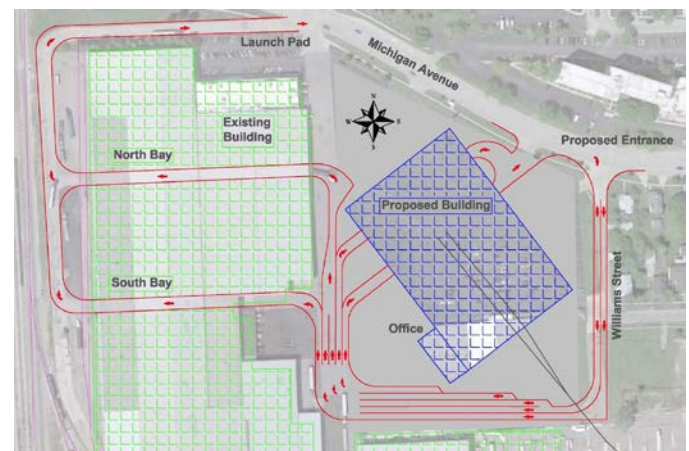 Launch Pad
Michigan Avenue
Existing
Building
N
W
E
S
Proposed Entrance
North Bay
Proposed Building
South Bay
Office
Williams Street